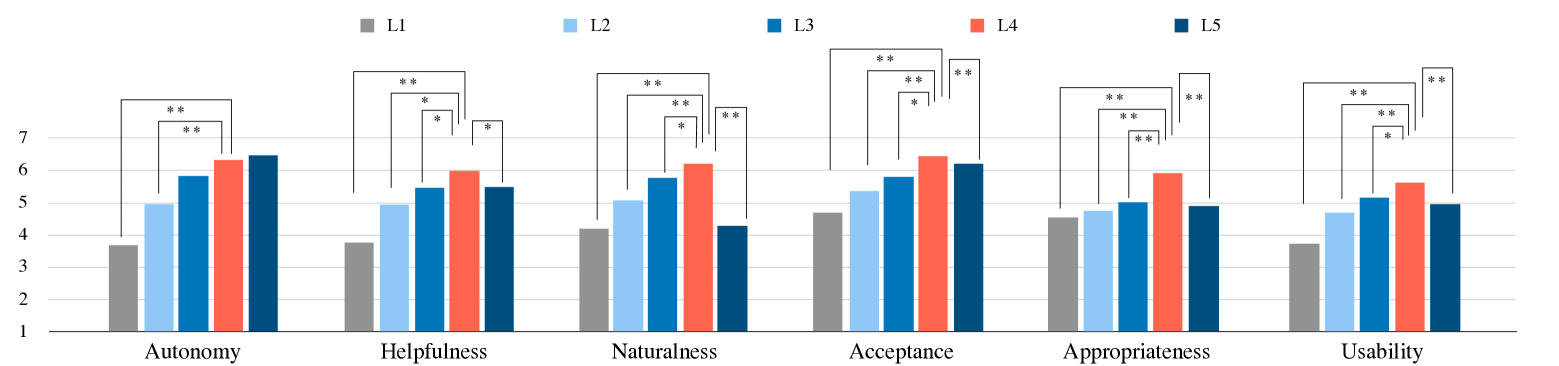 L1 L2 L3 L4 L5
** ** ** ** **
** * ** ** * ** ** ** ** ** ** **
** * * * ** * ** * ** ** ** *
7
6
5
4
3
2
1
Autonomy Helpfulness Naturalness Acceptance Appropriateness Usability